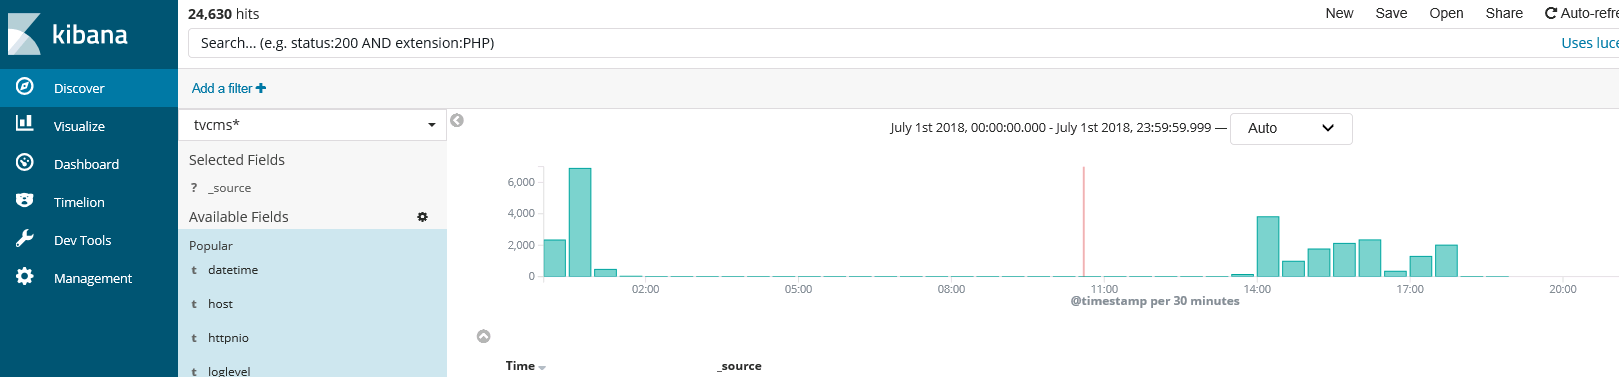 kibana
Discover
Visualize
Dashboard
Timelion
Dev Tools
Management
24,630 hits
New Save Open Share Auto-refre
Search... (e.g. status:200 AND extension:PHP)
Uses luce
Add a filter +
tvcms*
Selected Fields
? _source
Available Fields
Popular
t datetime
t host
t httpnio
t loglevel
July 1st 2018, 00:00:00.000 - July 1st 2018, 23:59:59.999 — Auto
6,000
4,000
2,000
0
02:00 05:00 08:00 11:00 14:00 17:00 20:00
@timestamp per 30 minutes
Time _source